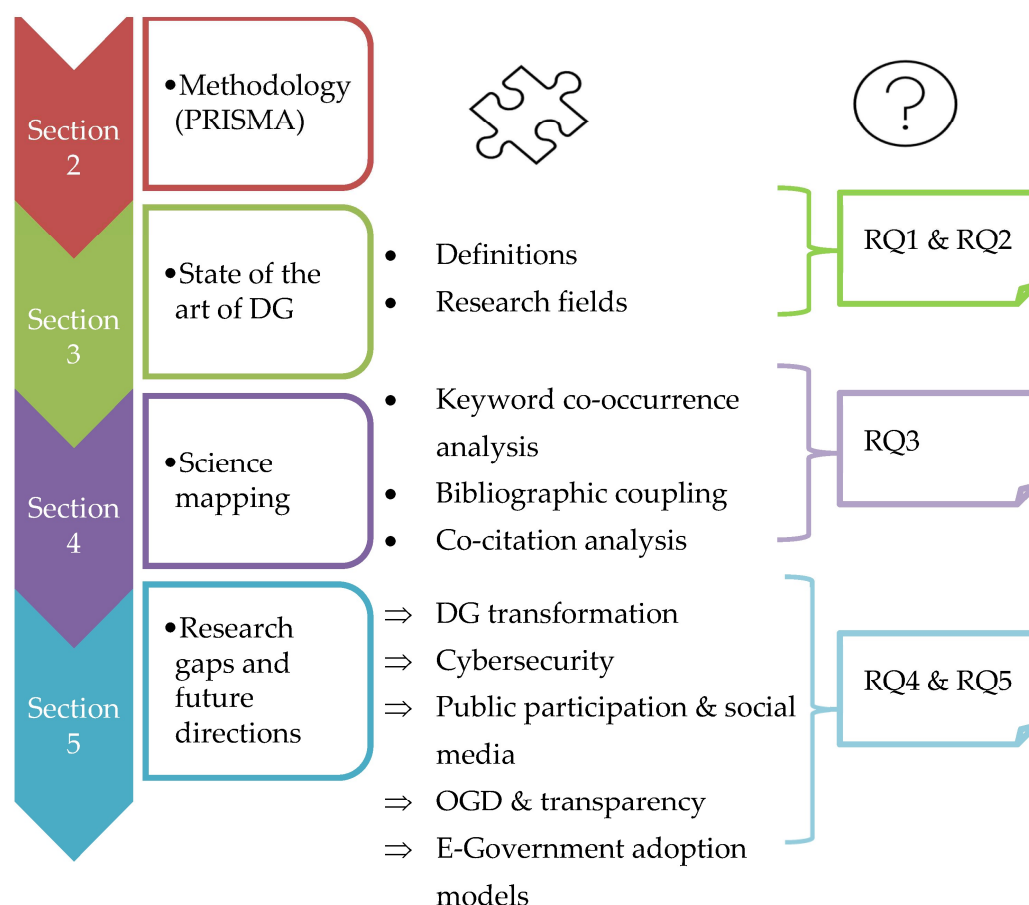 Section
2
•Methodology
(PRISMA)
?
Section
3
•State of the
art of DG
• Definitions
• Research fields
RQ1 & RQ2
Section
4
•Science
mapping
• Keyword co-occurrence
analysis
• Bibliographic coupling
• Co-citation analysis
RQ3
Section
5
•Research
gaps and
future
directions
⇒ DG transformation
⇒ Cybersecurity
⇒ Public participation & social
media
⇒ OGD & transparency
⇒ E-Government adoption
models
RQ4 & RQ5